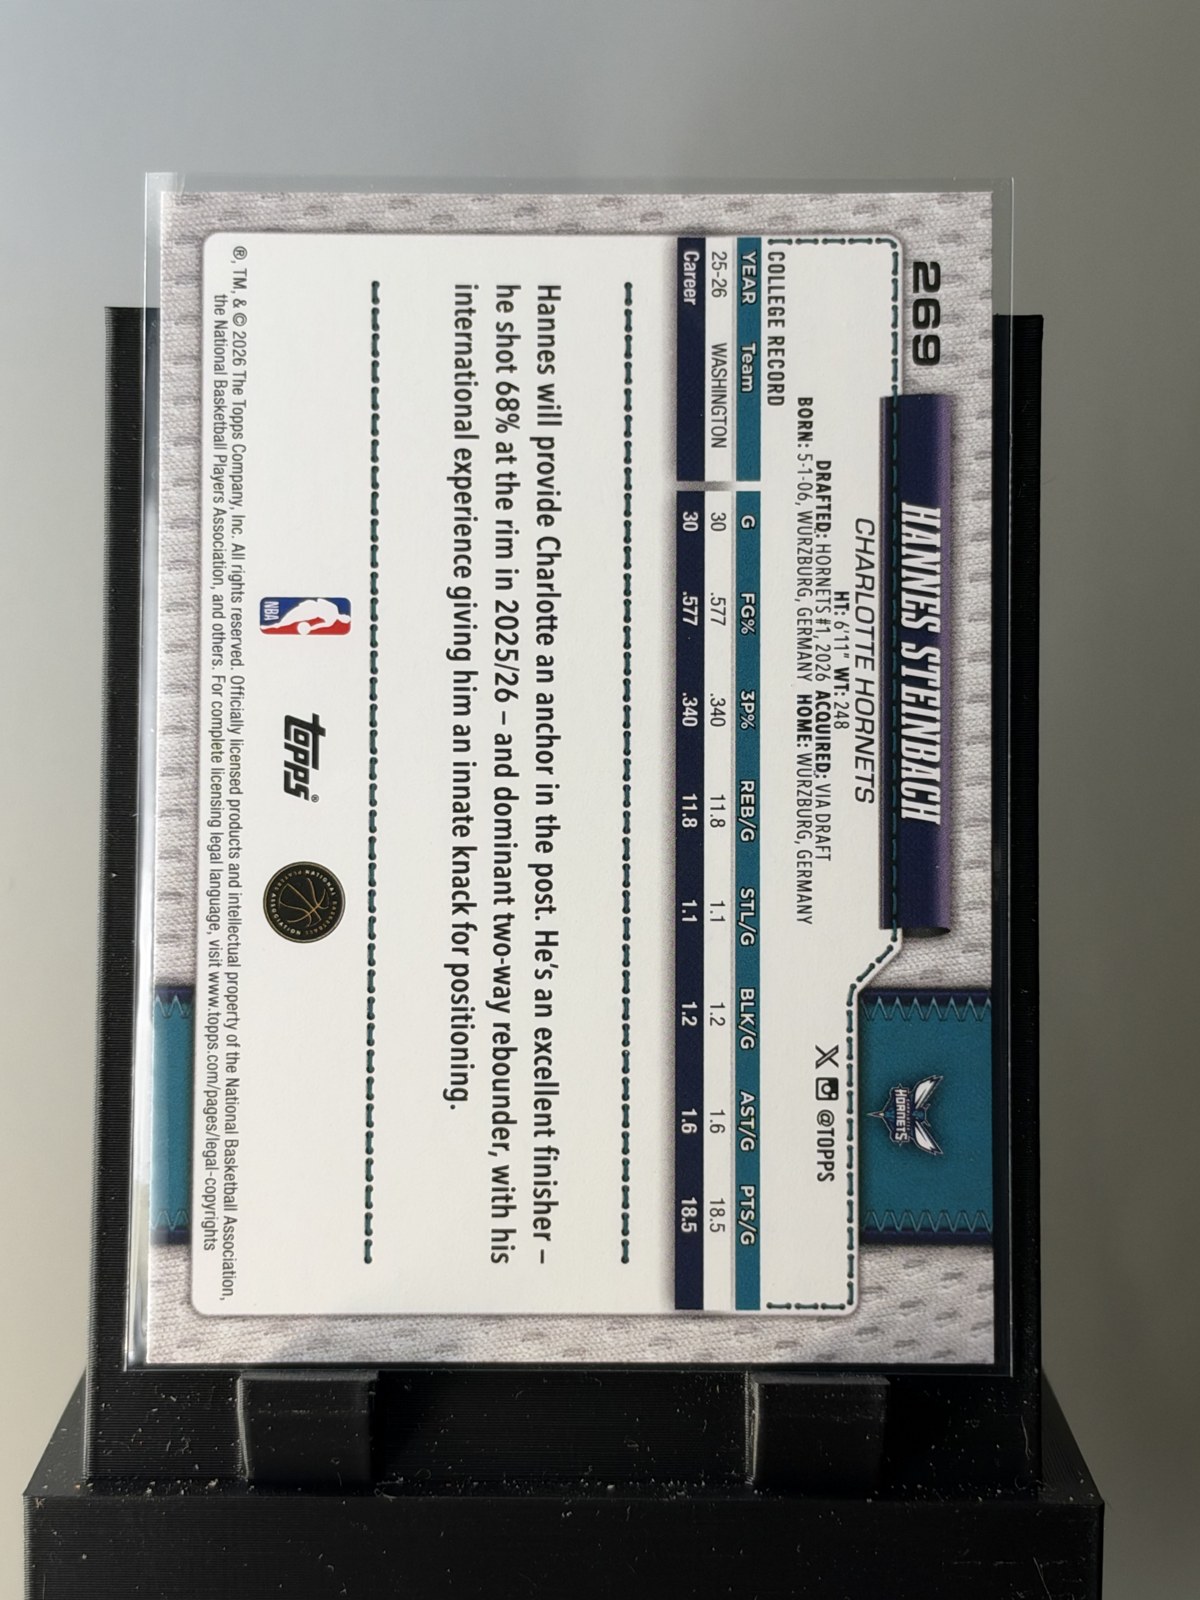 269
HANNES STEINBACH
CHARLOTTE HORNETS
HT: 6'11" WT: 248
DRAFTED: HORNETS #1, 2026 ACQUIRED: VIA DRAFT
BORN: 5-1-06, WÜRZBURG, GERMANY HOME: WÜRZBURG, GERMANY
HORNETS
@TOPPS
COLLEGE RECORD
YEAR Team G FG% 3P% REB/G STL/G BLK/G AST/G PTS/G
25-26 WASHINGTON 30 .577 .340 11.8 1.1 1.2 1.6 18.5
Career 30 .577 .340 11.8 1.1 1.2 1.6 18.5
Hannes will provide Charlotte an anchor in the post. He's an excellent finisher –
he shot 68% at the rim in 2025/26 – and dominant two-way rebounder, with his
international experience giving him an innate knack for positioning.
NBA
topps®
®, TM, & © 2026 The Topps Company, Inc. All rights reserved. Officially licensed products and intellectual property of the National Basketball Association,
the National Basketball Players Association, and others. For complete licensing legal language, visit www.topps.com/pages/legal-copyrights